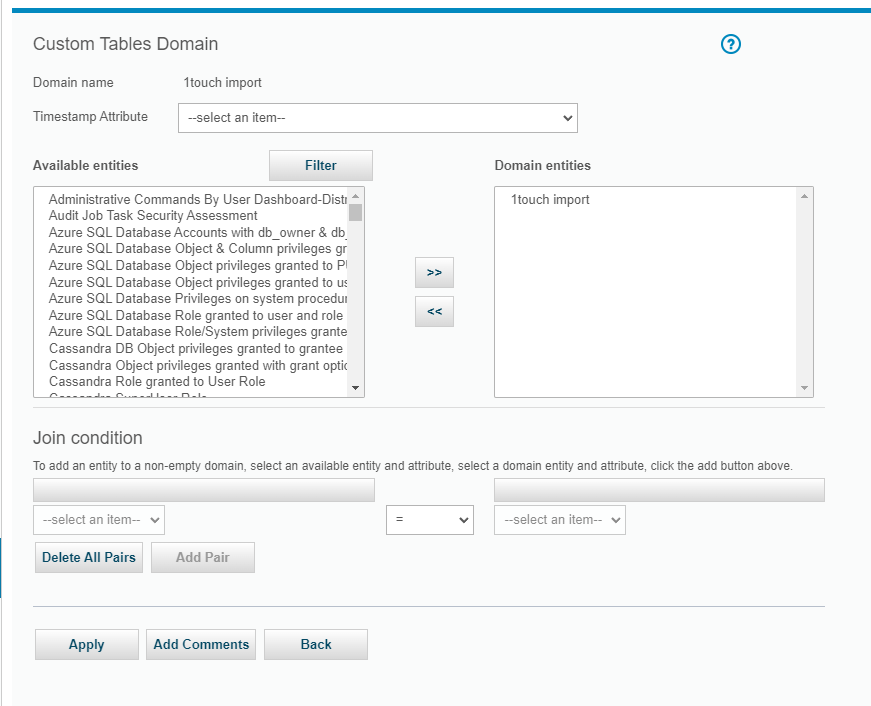 Custom Tables Domain
?
Domain name 1touch import
Timestamp Attribute --select an item--
Available entities Filter Domain entities
Administrative Commands By User Dashboard-Distr
Audit Job Task Security Assessment
Azure SQL Database Accounts with db_owner & db_
Azure SQL Database Object & Column privileges gr
Azure SQL Database Object privileges granted to PU
Azure SQL Database Object privileges granted to us
Azure SQL Database Privileges on system procedur
Azure SQL Database Role granted to user and role
Azure SQL Database Role/System privileges grante
Cassandra DB Object privileges granted to grantee
Cassandra Object privileges granted with grant optic
Cassandra Role granted to User Role
Cassandra SuperUser Role
>>
<<
1touch import
Join condition
To add an entity to a non-empty domain, select an available entity and attribute, select a domain entity and attribute, click the add button above.
--select an item-- = --select an item--
Delete All Pairs Add Pair
Apply Add Comments Back